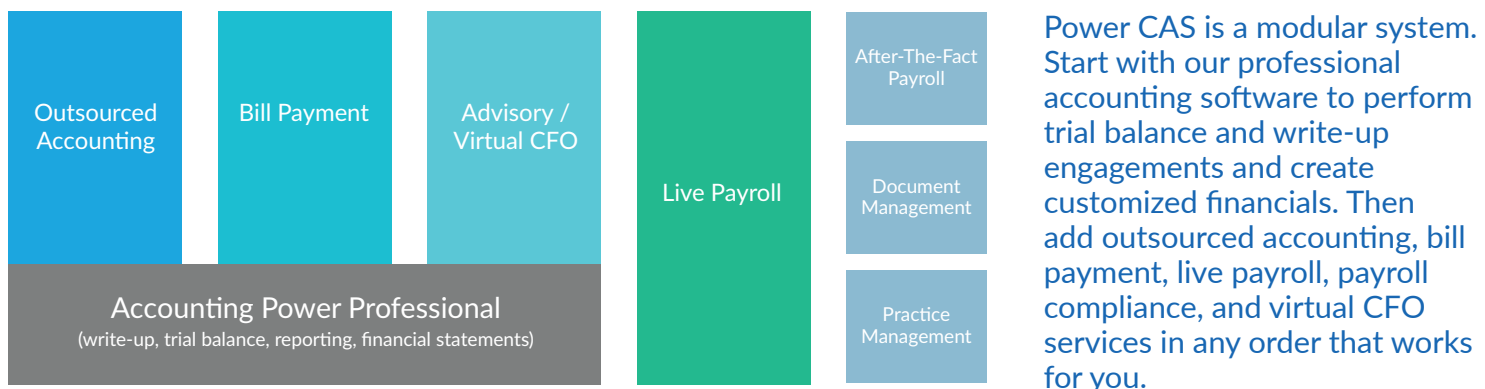 Outsourced
Accounting
Bill Payment
Advisory /
Virtual CFO
Accounting Power Professional
(write-up, trial balance, reporting, financial statements)
Live Payroll
After-The-Fact
Payroll
Document
Management
Practice
Management
Power CAS is a modular system.
Start with our professional
accounting software to perform
trial balance and write-up
engagements and create
customized financials. Then
add outsourced accounting, bill
payment, live payroll, payroll
compliance, and virtual CFO
services in any order that works
for you.